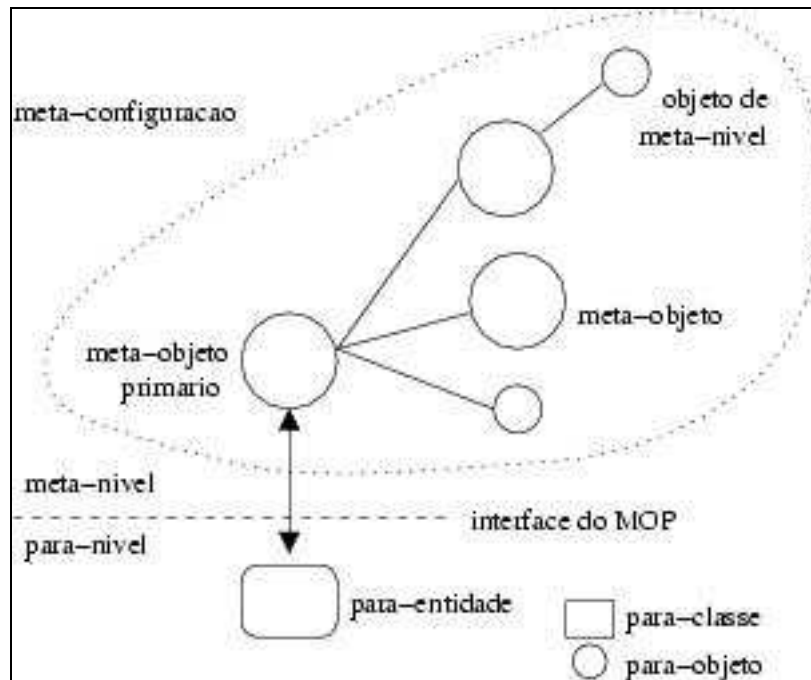 meta-configuracao
objeto de
meta-nivel
meta-objeto
meta-objeto
primario
meta-nivel
interface do MOP
para-nivel
para-entidade
para-classe
para-objeto